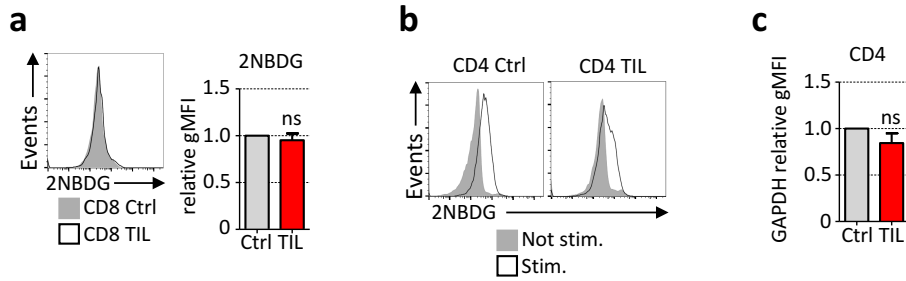 a
Events
2NBDG
CD8 Ctrl
CD8 TIL
2NBDG
relative gMFI
1.5
1.0
0.5
0
ns
Ctrl TIL
b
CD4 Ctrl
CD4 TIL
Events
2NBDG
Not stim.
Stim.
c
CD4
GAPDH relative gMFI
1.5
1.0
0.5
0
ns
Ctrl TIL